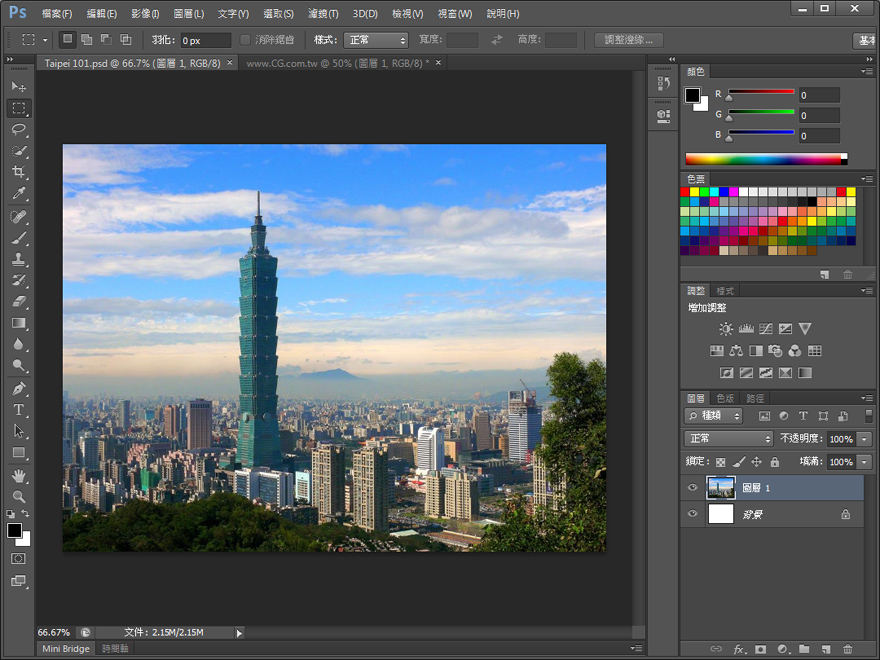 Ps 檔案(F) 編輯(E) 影像(I) 圖層(L) 文字(Y) 選取(S) 濾鏡(T) 3D(D) 檢視(V) 視窗(W) 說明(H)
羽化: 0 px 消除鋸齒 樣式: 正常 寬度: 高度: 調整邊緣... 基本
Taipei 101.psd @ 66.7% (圖層 1, RGB/8) × www.CG.com.tw @ 50% (圖層 1, RGB/8) * ×
顏色
R 0
G 0
B 0
色票
調整 樣式
增加調整
圖層 色版 路徑
種類
正常 不透明度: 100%
鎖定: 填滿: 100%
圖層 1
背景
fx
66.67% 文件: 2.15M/2.15M
Mini Bridge 時間軸